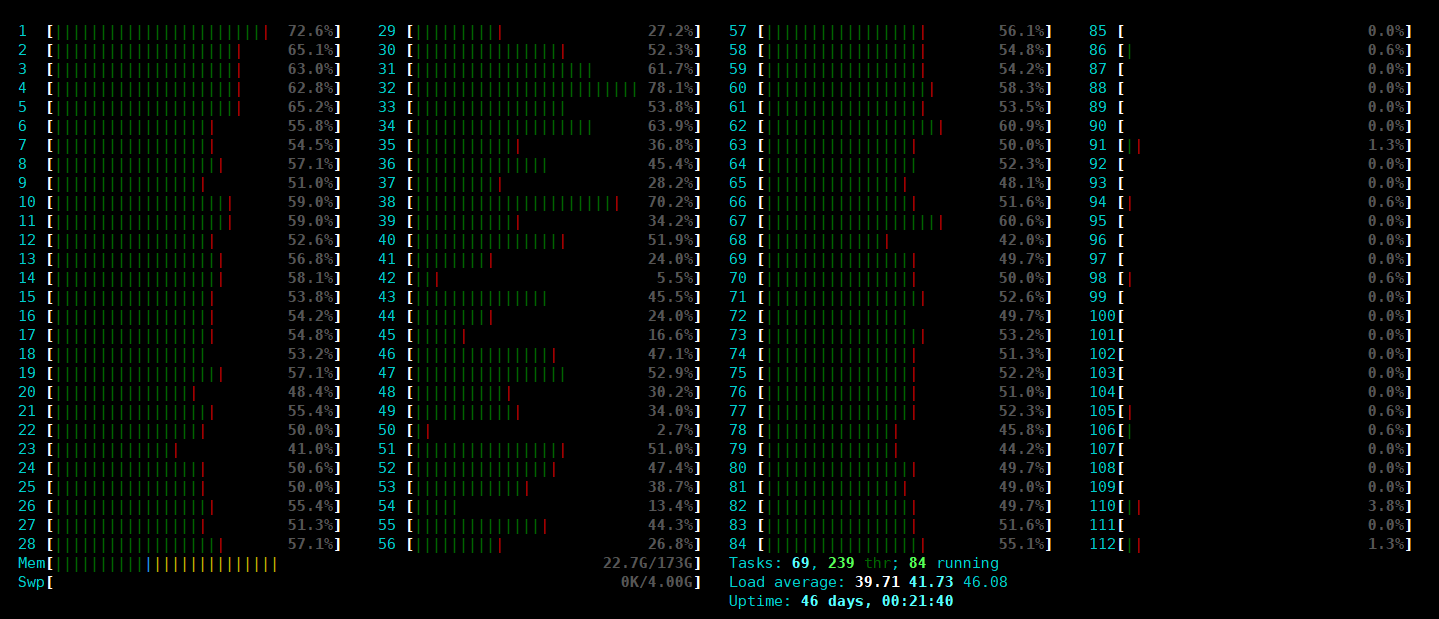 1 [||||||||||||||||||||||| 72.6%] 29 [|||||||||| 27.2%] 57 [|||||||||||||||||| 56.1%] 85 [ 0.0%]
2 [||||||||||||||||||||| 65.1%] 30 [||||||||||||||||| 52.3%] 58 [|||||||||||||||||| 54.8%] 86 [| 0.6%]
3 [||||||||||||||||||||| 63.0%] 31 [|||||||||||||||||||| 61.7%] 59 [|||||||||||||||||| 54.2%] 87 [ 0.0%]
4 [||||||||||||||||||||| 62.8%] 32 [||||||||||||||||||||||||| 78.1%] 60 [||||||||||||||||||| 58.3%] 88 [ 0.0%]
5 [||||||||||||||||||||| 65.2%] 33 [||||||||||||||||| 53.8%] 61 [|||||||||||||||||| 53.5%] 89 [ 0.0%]
6 [|||||||||||||||||| 55.8%] 34 [|||||||||||||||||||| 63.9%] 62 [|||||||||||||||||||| 60.9%] 90 [ 0.0%]
7 [|||||||||||||||||| 54.5%] 35 [|||||||||||| 36.8%] 63 [||||||||||||||||| 50.0%] 91 [|| 1.3%]
8 [||||||||||||||||||| 57.1%] 36 [||||||||||||||| 45.4%] 64 [||||||||||||||||| 52.3%] 92 [ 0.0%]
9 [||||||||||||||||| 51.0%] 37 [|||||||||| 28.2%] 65 [|||||||||||||||| 48.1%] 93 [ 0.0%]
10 [|||||||||||||||||||| 59.0%] 38 [||||||||||||||||||||||| 70.2%] 66 [||||||||||||||||| 51.6%] 94 [| 0.6%]
11 [|||||||||||||||||||| 59.0%] 39 [|||||||||||| 34.2%] 67 [|||||||||||||||||||| 60.6%] 95 [ 0.0%]
12 [|||||||||||||||||| 52.6%] 40 [||||||||||||||||| 51.9%] 68 [|||||||||||||| 42.0%] 96 [ 0.0%]
13 [||||||||||||||||||| 56.8%] 41 [||||||||| 24.0%] 69 [||||||||||||||||| 49.7%] 97 [ 0.0%]
14 [||||||||||||||||||| 58.1%] 42 [||| 5.5%] 70 [||||||||||||||||| 50.0%] 98 [| 0.6%]
15 [|||||||||||||||||| 53.8%] 43 [||||||||||||||| 45.5%] 71 [|||||||||||||||||| 52.6%] 99 [ 0.0%]
16 [|||||||||||||||||| 54.2%] 44 [||||||||| 24.0%] 72 [|||||||||||||||| 49.7%] 100[ 0.0%]
17 [|||||||||||||||||| 54.8%] 45 [|||||| 16.6%] 73 [|||||||||||||||||| 53.2%] 101[ 0.0%]
18 [||||||||||||||||| 53.2%] 46 [|||||||||||||||| 47.1%] 74 [||||||||||||||||| 51.3%] 102[ 0.0%]
19 [||||||||||||||||||| 57.1%] 47 [||||||||||||||||| 52.9%] 75 [||||||||||||||||| 52.2%] 103[ 0.0%]
20 [|||||||||||||||| 48.4%] 48 [||||||||||| 30.2%] 76 [||||||||||||||||| 51.0%] 104[ 0.0%]
21 [|||||||||||||||||| 55.4%] 49 [|||||||||||| 34.0%] 77 [||||||||||||||||| 52.3%] 105[| 0.6%]
22 [||||||||||||||||| 50.0%] 50 [|| 2.7%] 78 [||||||||||||||| 45.8%] 106[| 0.6%]
23 [|||||||||||||| 41.0%] 51 [||||||||||||||||| 51.0%] 79 [||||||||||||||| 44.2%] 107[ 0.0%]
24 [||||||||||||||||| 50.6%] 52 [|||||||||||||||| 47.4%] 80 [||||||||||||||||| 49.7%] 108[ 0.0%]
25 [||||||||||||||||| 50.0%] 53 [||||||||||||| 38.7%] 81 [|||||||||||||||| 49.0%] 109[ 0.0%]
26 [|||||||||||||||||| 55.4%] 54 [||||| 13.4%] 82 [||||||||||||||||| 49.7%] 110[|| 3.8%]
27 [||||||||||||||||| 51.3%] 55 [||||||||||||||| 44.3%] 83 [||||||||||||||||| 51.6%] 111[ 0.0%]
28 [||||||||||||||||||| 57.1%] 56 [|||||||||| 26.8%] 84 [|||||||||||||||||| 55.1%] 112[|| 1.3%]
Mem[||||||||||||||||||||||||| 22.7G/173G] Tasks: 69, 239 thr; 84 running
Swp[ 0K/4.00G] Load average: 39.71 41.73 46.08
Uptime: 46 days, 00:21:40